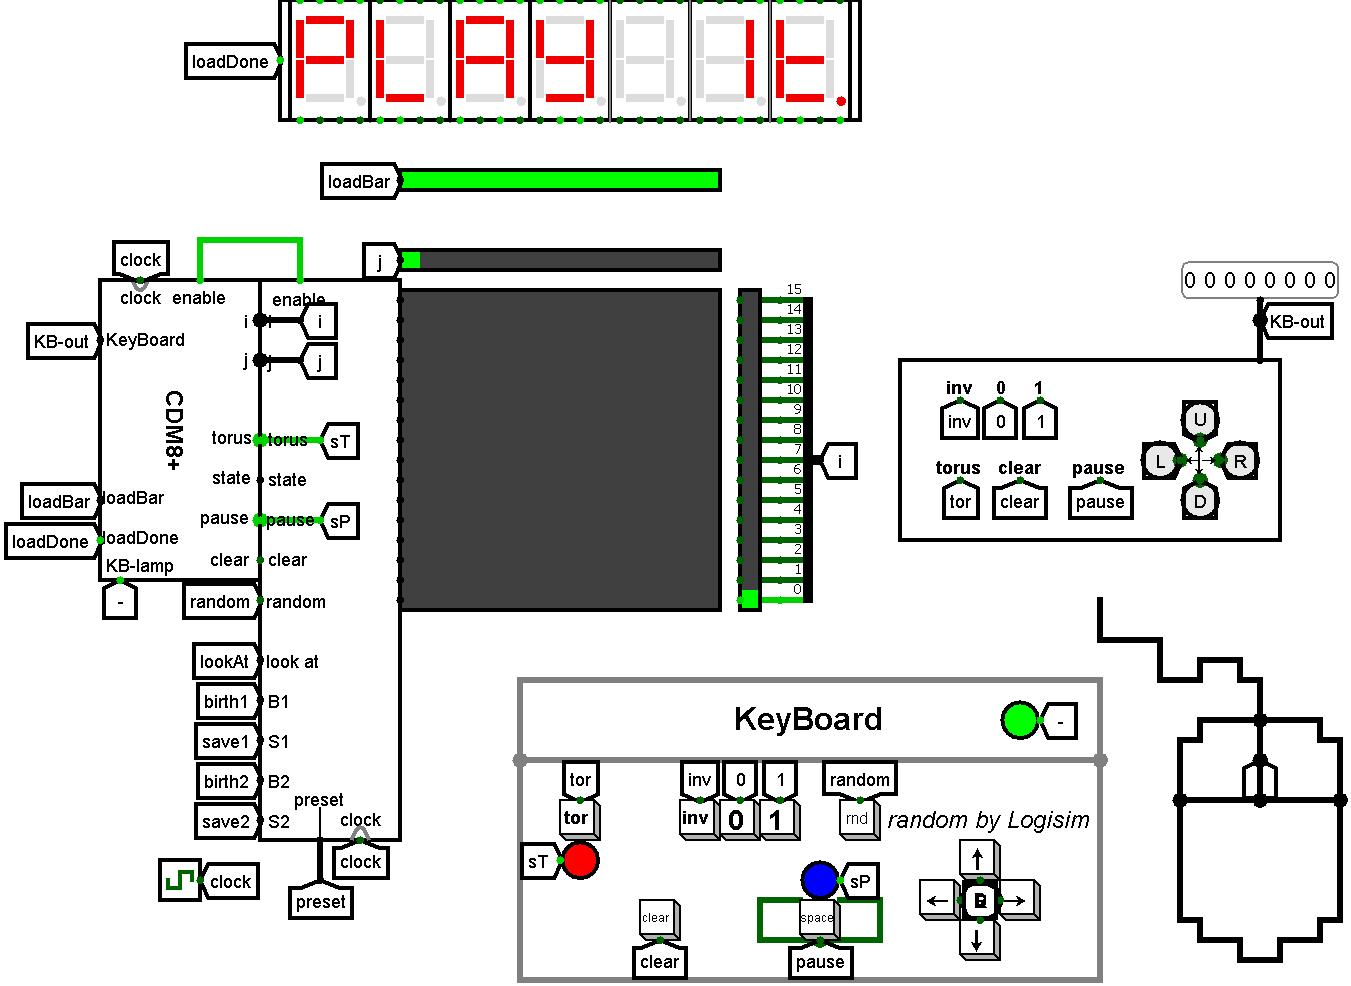 PLAY 1t.
loadDone
loadBar
j
clock
clock enable
enable
KB-out
KeyBoard
i
i
j
j
CDM8+
torus
torus
sT
state
state
pause
pause
sP
loadBar
loadBar
loadDone
loadDone
clear
clear
KB-lamp
-
random
random
lookAt
look at
birth1
B1
save1
S1
birth2
B2
save2
S2
preset
clock
clock
preset
clock
15
14
13
12
11
10
9
8
7
6
5
4
3
2
1
0
i
0 0 0 0 0 0 0 0
KB-out
inv 0 1
inv 0 1
torus clear pause
tor clear pause
U
L R
D
KeyBoard
-
tor inv 0 1 random
tor inv 0 1 rnd
random by Logisim
sT
sP
clear
space
clear
pause